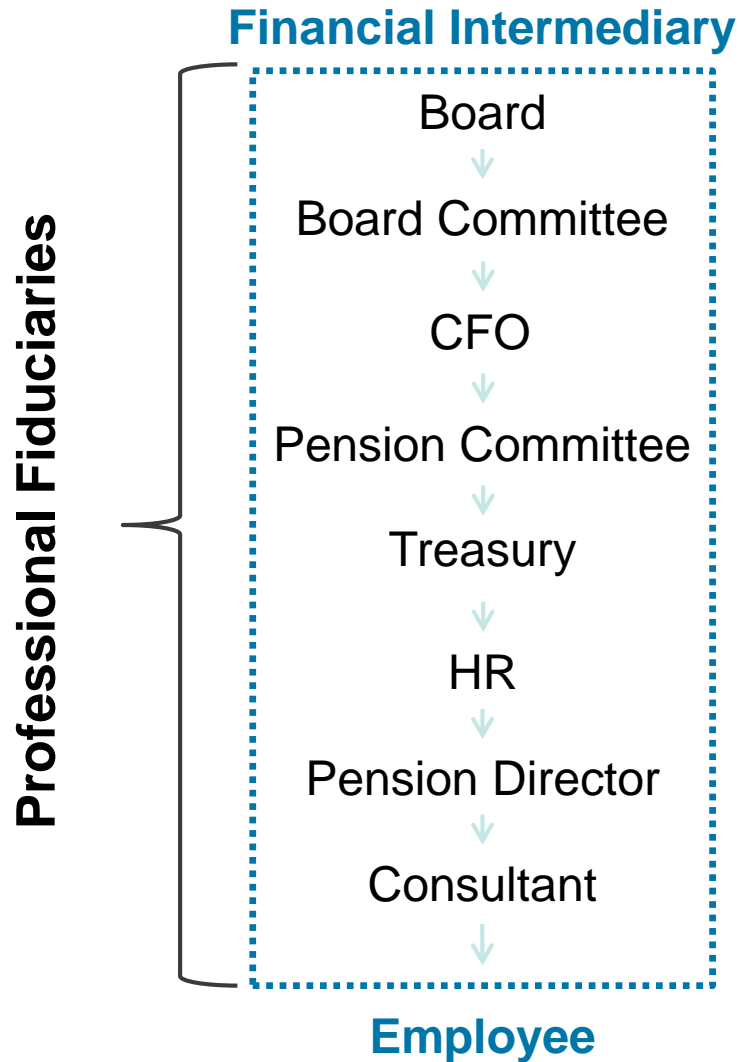 Financial Intermediary
Professional Fiduciaries
Board
Board Committee
CFO
Pension Committee
Treasury
HR
Pension Director
Consultant
Employee